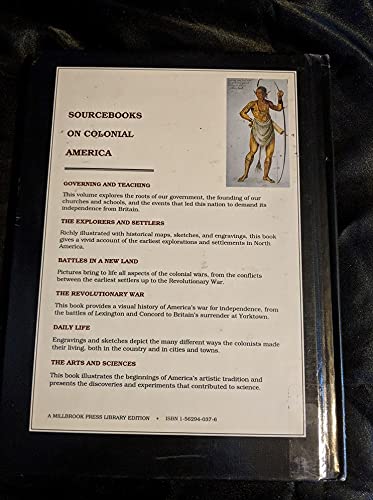 SOURCEBOOKS
ON COLONIAL
AMERICA
GOVERNING AND TEACHING
This volume explores the roots of our government, the founding of our
churches and schools, and the events that led this nation to demand its
independence from Britain.
THE EXPLORERS AND SETTLERS
Richly illustrated with historical maps, sketches, and engravings, this book
gives a vivid account of the earliest explorations and settlements in North
America.
BATTLES IN A NEW LAND
Pictures bring to life all aspects of the colonial wars, from the conflicts
between the earliest settlers up to the Revolutionary War.
THE REVOLUTIONARY WAR
This book provides a visual history of America's war for independence, from
the battles of Lexington and Concord to Britain's surrender at Yorktown.
DAILY LIFE
Engravings and sketches depict the many different ways the colonists made
their living, both in the country and in cities and towns.
THE ARTS AND SCIENCES
This book illustrates the beginnings of America's artistic tradition and
presents the discoveries and experiments that contributed to science.
A MILLBROOK PRESS LIBRARY EDITION • ISBN 1-56294-037-6